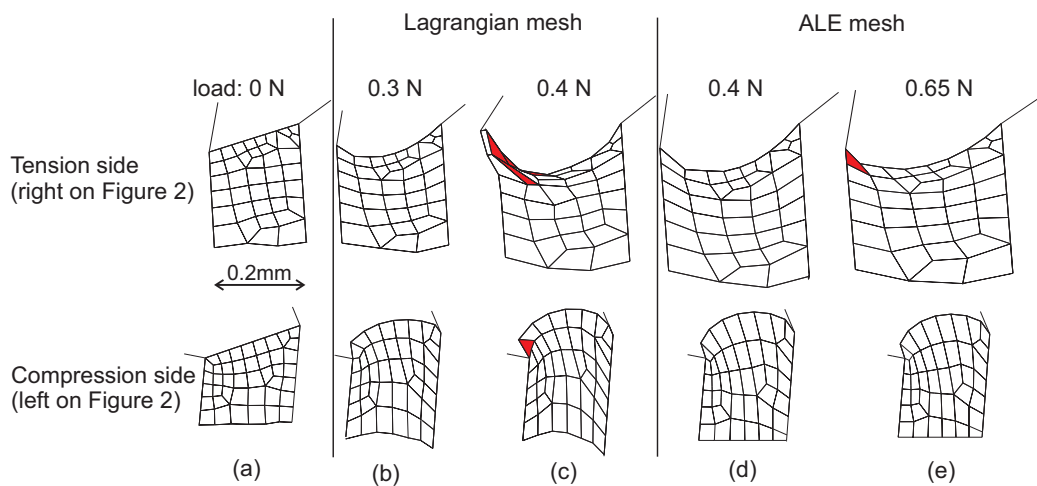 Lagrangian mesh
ALE mesh
load: 0 N
0.3 N
0.4 N
0.4 N
0.65 N
Tension side
(right on Figure 2)
0.2mm
Compression side
(left on Figure 2)
(a)
(b)
(c)
(d)
(e)